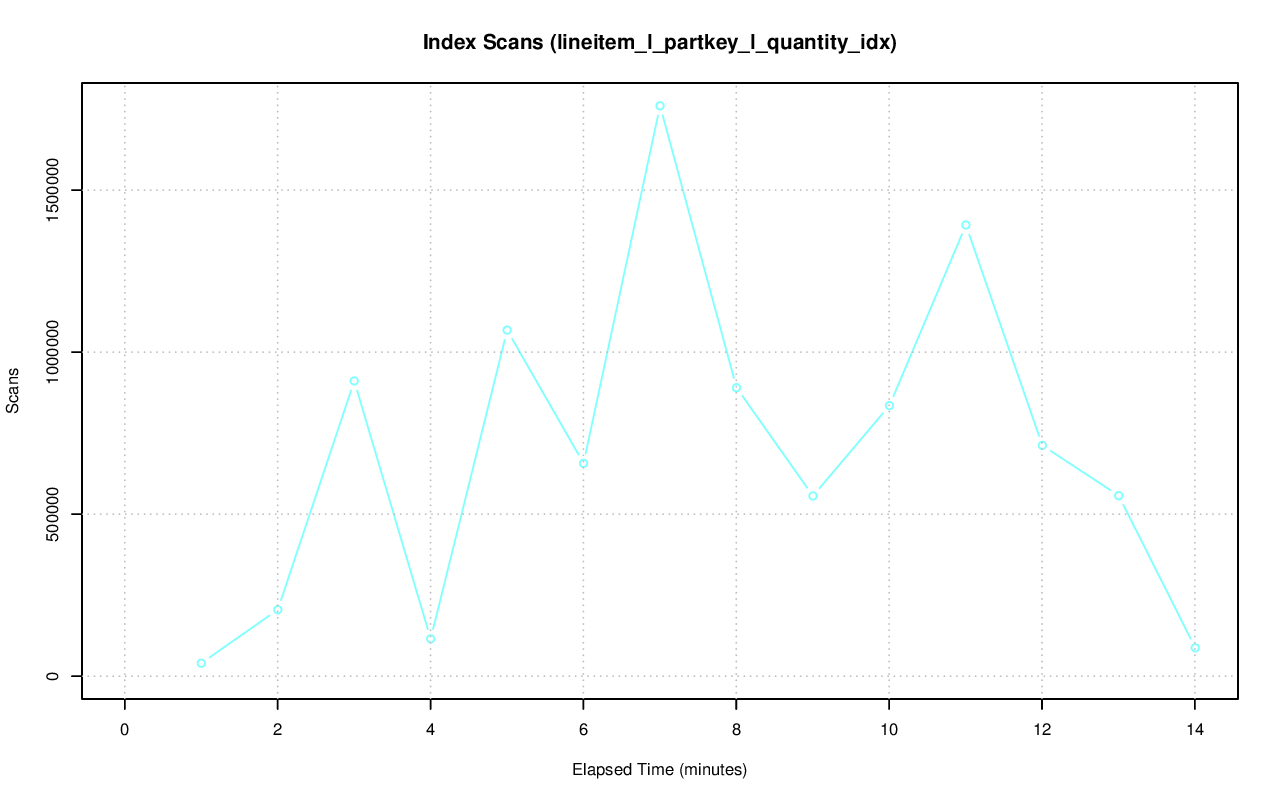 Index Scans (lineitem_l_partkey_l_quantity_idx)
1500000
1000000
500000
0
Scans
0 2 4 6 8 10 12 14
Elapsed Time (minutes)